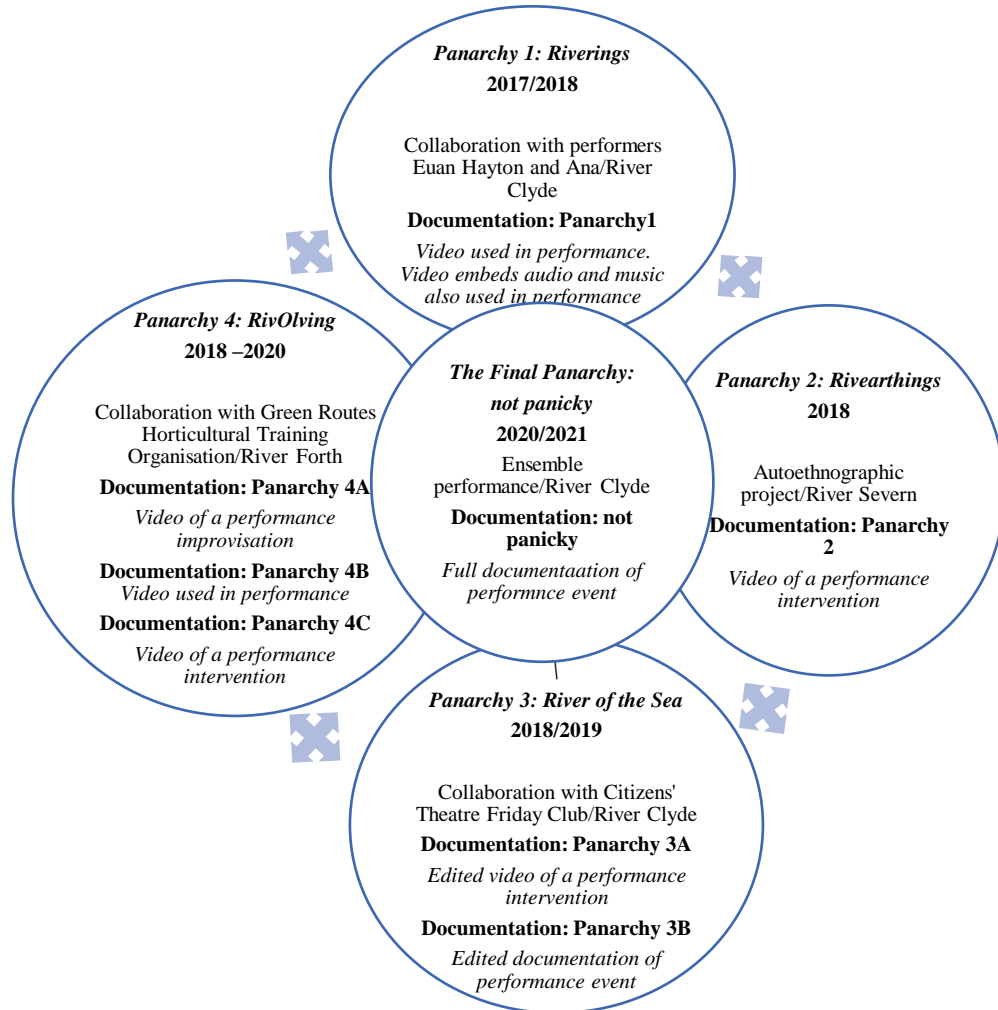 Panarchy 1: Riverings
2017/2018
Collaboration with performers
Euan Hayton and Ana/River
Clyde
Documentation: Panarchy1
Video used in performance.
Video embeds audio and music
also used in performance
Panarchy 4: RivOlving
2018 –2020
Collaboration with Green Routes
Horticultural Training
Organisation/River Forth
Documentation: Panarchy 4A
Video of a performance
improvisation
Documentation: Panarchy 4B
Video used in performance
Documentation: Panarchy 4C
Video of a performance
intervention
The Final Panarchy:
not panicky
2020/2021
Ensemble
performance/River Clyde
Documentation: not
panicky
Full documentaation of
performnce event
Panarchy 2: Rivearthings
2018
Autoethnographic
project/River Severn
Documentation: Panarchy
2
Video of a performance
intervention
Panarchy 3: River of the Sea
2018/2019
Collaboration with Citizens'
Theatre Friday Club/River Clyde
Documentation: Panarchy 3A
Edited video of a performance
intervention
Documentation: Panarchy 3B
Edited documentation of
performance event